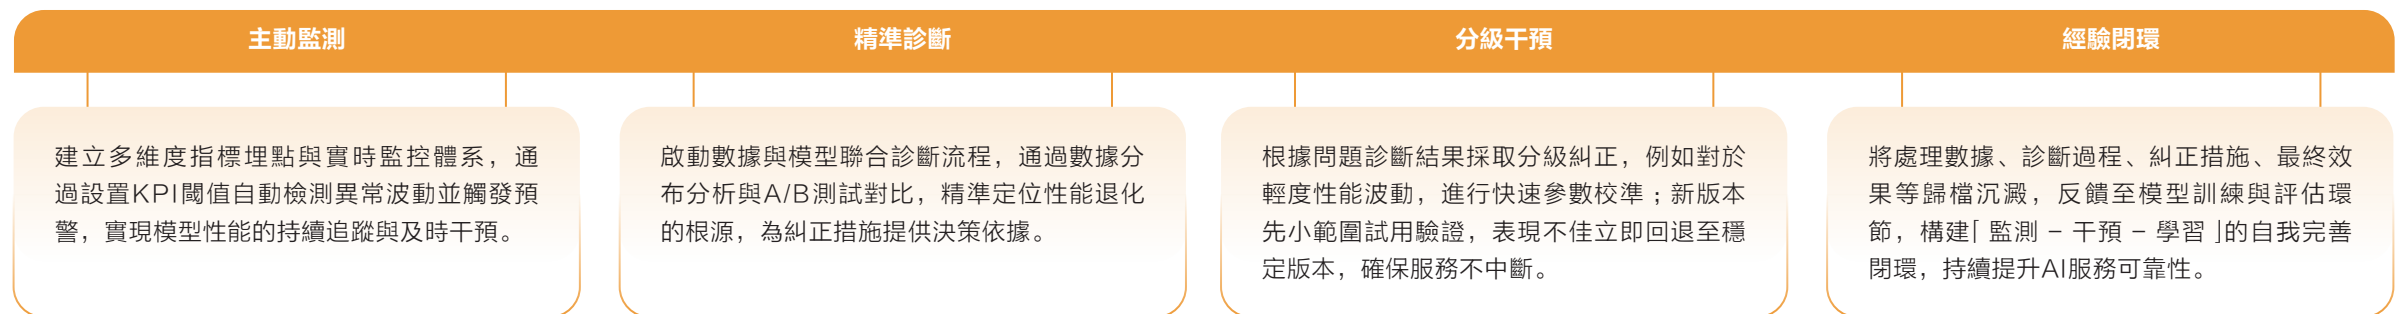 主動監測
建立多維度指標埋點與實時監控體系，通
過設置KPI閾值自動檢測異常波動並觸發預
警，實現模型性能的持續追蹤與及時干預。
精準診斷
啟動數據與模型聯合診斷流程，通過數據分
布分析與A/B測試對比，精準定位性能退化
的根源，為糾正措施提供決策依據。
分級干預
根據問題診斷結果採取分級糾正，例如對於
輕度性能波動，進行快速參數校準；新版本
先小範圍試用驗證，表現不佳立即回退至穩
定版本，確保服務不中斷。
經驗閉環
將處理數據、診斷過程、糾正措施、最終效
果等歸檔沉澱，反饋至模型訓練與評估環
節，構建「監測 – 干預 – 學習」的自我完善
閉環，持續提升AI服務可靠性。